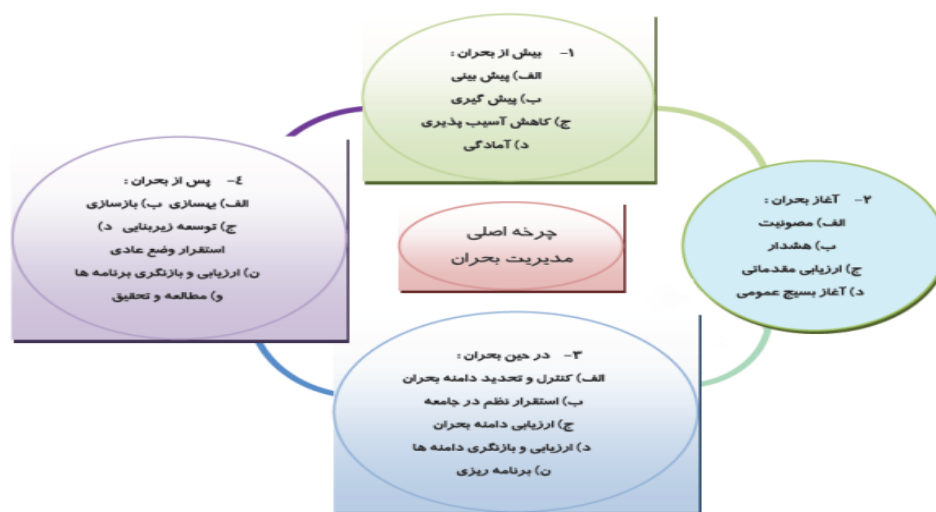 ۱- بیش از بحران :
الف) پیش بینی
ب) پیش گیری
ج) کاهش آسیب پذیری
د) آمادگی
۲- آغاز بحران :
الف) مصونیت
ب) هشدار
ج) ارزیابی مقدماتی
د) آغاز بسیج عمومی
چرخه اصلی
مدیریت بحران
۳- در حین بحران :
الف) کنترل و تحدید دامنه بحران
ب) استقرار نظم در جامعه
ج) ارزیابی دامنه بحران
د) ارزیابی و بازنگری دامنه ها
ن) برنامه ریزی
٤- پس از بحران :
الف) بهسازی ب) بازسازی
ج) توسعه زیربنایی د)
استقرار وضع عادی
ن) ارزیابی و بازنگری برنامه ها
و) مطالعه و تحقیق